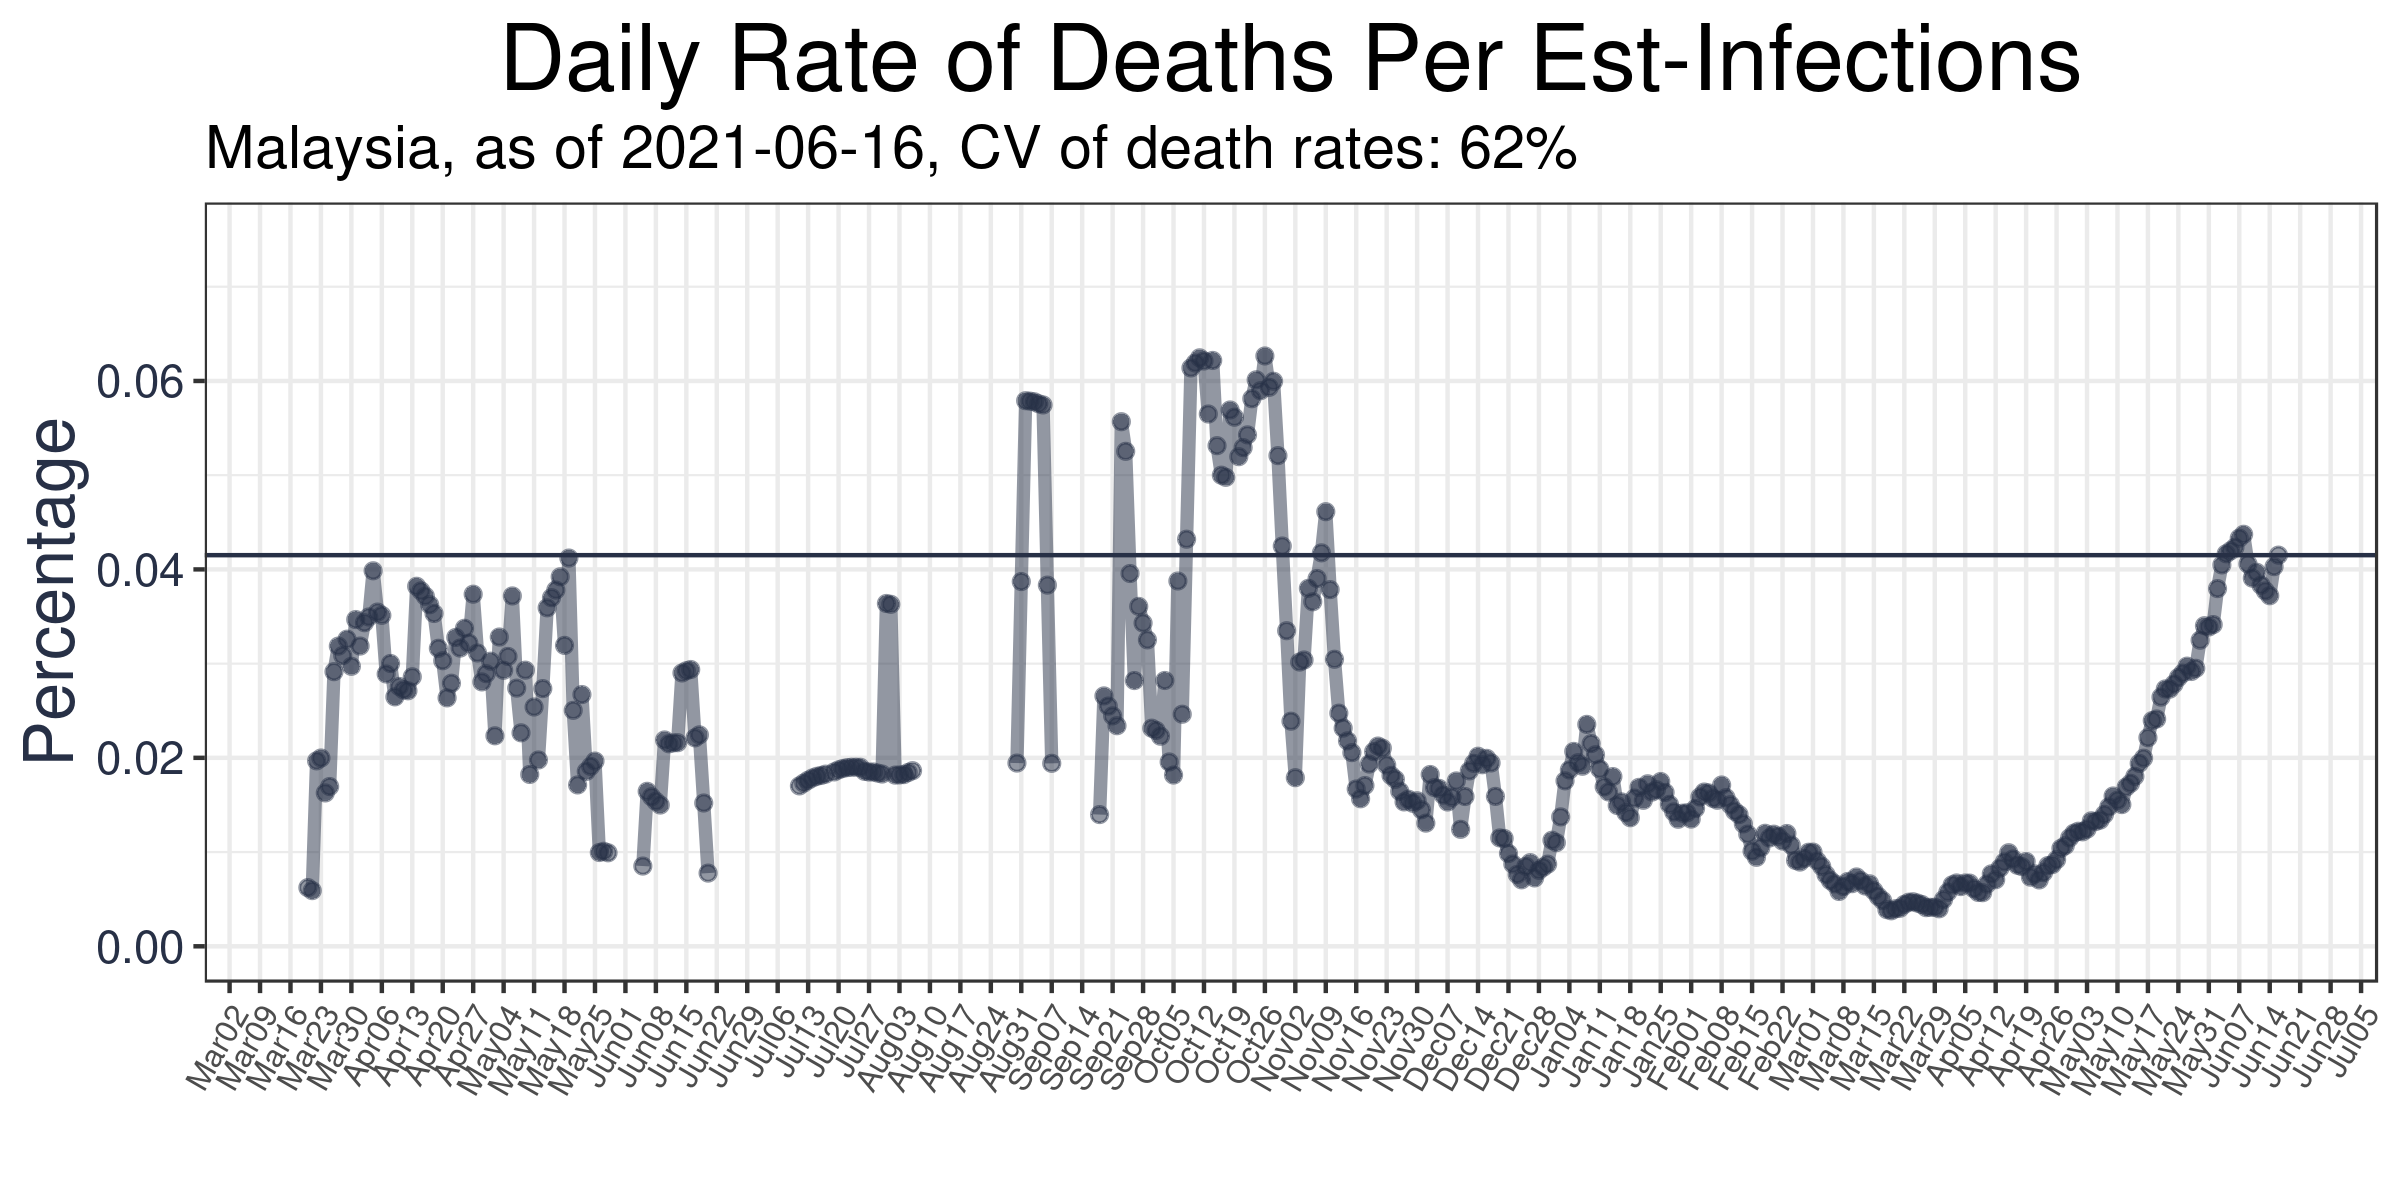 Daily Rate of Deaths Per Est-Infections
Malaysia, as of 2021-06-16, CV of death rates: 62%
Percentage
0.06
0.04
0.02
0.00
Mar02
Mar09
Mar16
Mar23
Mar30
Apr06
Apr13
Apr20
Apr27
May04
May11
May18
May25
Jun01
Jun08
Jun15
Jun22
Jun29
Jul06
Jul13
Jul20
Jul27
Aug03
Aug10
Aug17
Aug24
Aug31
Sep07
Sep14
Sep21
Sep28
Oct05
Oct12
Oct19
Oct26
Nov02
Nov09
Nov16
Nov23
Nov30
Dec07
Dec14
Dec21
Dec28
Jan04
Jan11
Jan18
Jan25
Feb01
Feb08
Feb15
Feb22
Mar01
Mar08
Mar15
Mar22
Mar29
Apr05
Apr12
Apr19
Apr26
May03
May10
May17
May24
May31
Jun07
Jun14
Jun21
Jun28
Jul05